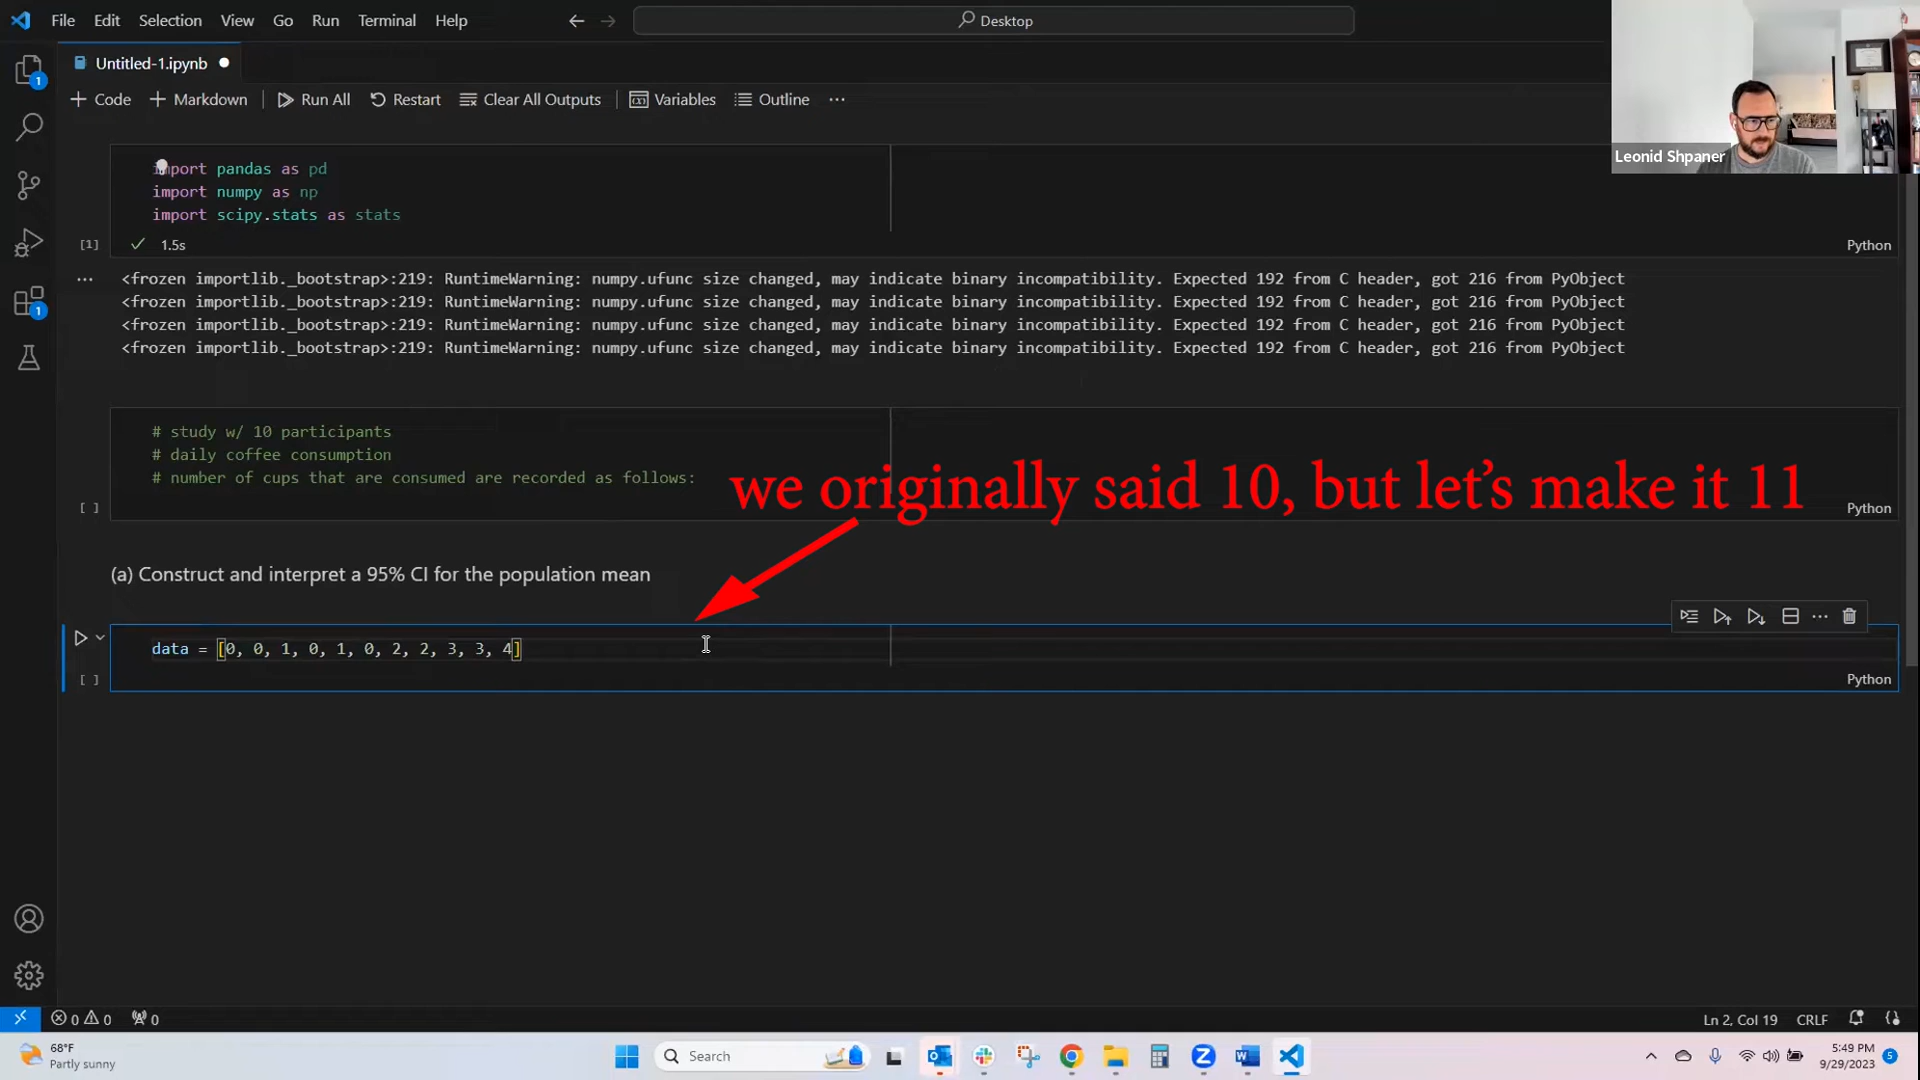 File Edit Selection View Go Run Terminal Help
Desktop
Untitled-1.ipynb
+ Code + Markdown Run All Restart Clear All Outputs Variables Outline ...
import pandas as pd
import numpy as np
import scipy.stats as stats
[1] ✓ 1.5s
Python
... <frozen importlib._bootstrap>:219: RuntimeWarning: numpy.ufunc size changed, may indicate binary incompatibility. Expected 192 from C header, got 216 from PyObject
<frozen importlib._bootstrap>:219: RuntimeWarning: numpy.ufunc size changed, may indicate binary incompatibility. Expected 192 from C header, got 216 from PyObject
<frozen importlib._bootstrap>:219: RuntimeWarning: numpy.ufunc size changed, may indicate binary incompatibility. Expected 192 from C header, got 216 from PyObject
<frozen importlib._bootstrap>:219: RuntimeWarning: numpy.ufunc size changed, may indicate binary incompatibility. Expected 192 from C header, got 216 from PyObject
# study w/ 10 participants
# daily coffee consumption
# number of cups that are consumed are recorded as follows:
we originally said 10, but let's make it 11
[ ]
Python
(a) Construct and interpret a 95% CI for the population mean
data = [0, 0, 1, 0, 1, 0, 2, 2, 3, 3, 4]
[ ]
Python
Leonid Shpaner
1
1
0 0 0
Ln 2, Col 19 CRLF
68°F
Partly sunny
Search
5:49 PM
9/29/2023
5